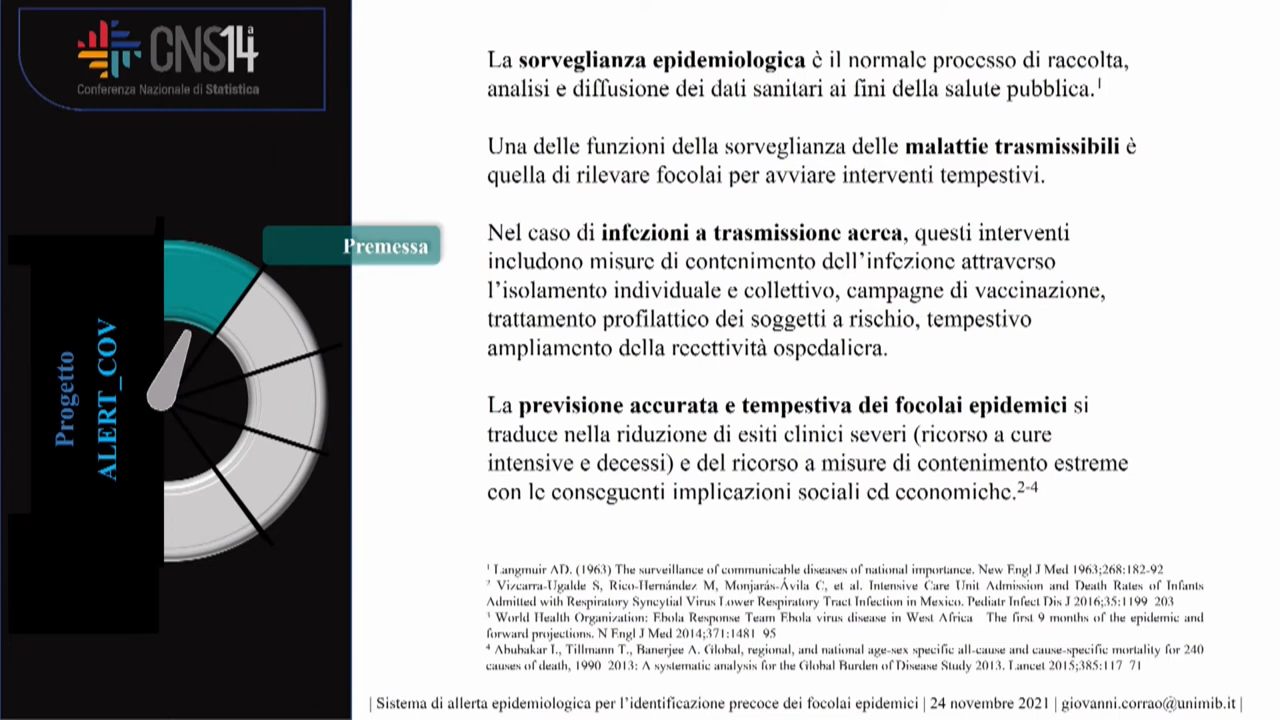 CNS14ª
Conferenza Nazionale di Statistica
La sorveglianza epidemiologica è il normale processo di raccolta,
analisi e diffusione dei dati sanitari ai fini della salute pubblica.1
Una delle funzioni della sorveglianza delle malattie trasmissibili è
quella di rilevare focolai per avviare interventi tempestivi.
Premessa
Nel caso di infezioni a trasmissione aerea, questi interventi
includono misure di contenimento dell'infezione attraverso
l'isolamento individuale e collettivo, campagne di vaccinazione,
trattamento profilattico dei soggetti a rischio, tempestivo
ampliamento della recettività ospedaliera.
Progetto
ALERT_COV
La previsione accurata e tempestiva dei focolai epidemici si
traduce nella riduzione di esiti clinici severi (ricorso a cure
intensive e decessi) e del ricorso a misure di contenimento estreme
con le conseguenti implicazioni sociali ed economiche.2-4
1 Langmuir AD. (1963) The surveillance of communicable diseases of national importance. New Engl J Med 1963;268:182-92
2 Vizcarra-Ugalde S, Rico-Hernández M, Monjarás-Ávila C, et al. Intensive Care Unit Admission and Death Rates of Infants
Admitted with Respiratory Syncytial Virus Lower Respiratory Tract Infection in Mexico. Pediatr Infect Dis J 2016;35:1199 203
3 World Health Organization: Ebola Response Team Ebola virus disease in West Africa The first 9 months of the epidemic and
forward projections. N Engl J Med 2014;371:1481 95
4 Abubakar I., Tillmann T., Banerjee A. Global, regional, and national age-sex specific all-cause and cause-specific mortality for 240
causes of death, 1990 2013: A systematic analysis for the Global Burden of Disease Study 2013. Lancet 2015;385:117 71
| Sistema di allerta epidemiologica per l'identificazione precoce dei focolai epidemici | 24 novembre 2021 | giovanni.corrao@unimib.it |